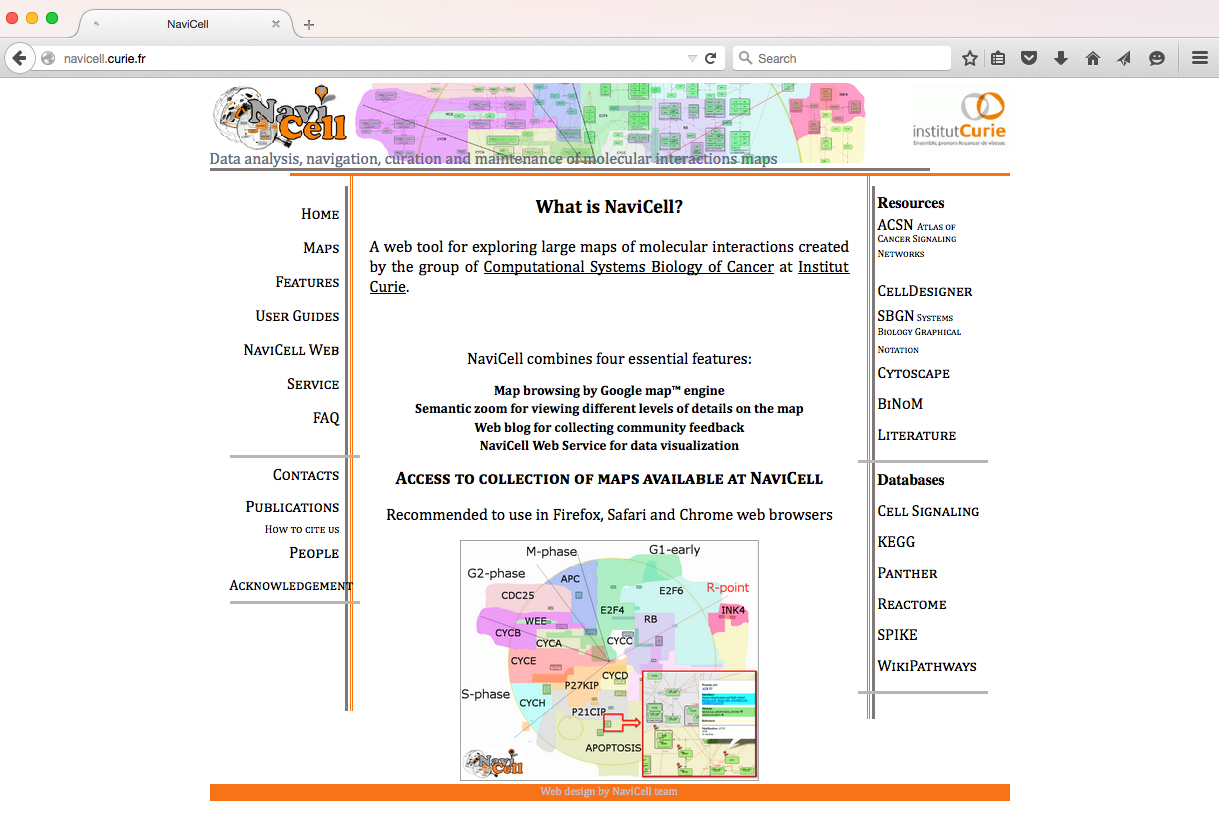 NaviCell
navicell.curie.fr
Search
Navi
Cell
institutCurie
Ensemble, prenons le cancer de vitesse.
Data analysis, navigation, curation and maintenance of molecular interactions maps
Home
Maps
Features
User Guides
NaviCell Web
Service
FAQ
Contacts
Publications
How to cite us
People
Acknowledgement
What is NaviCell?
A web tool for exploring large maps of molecular interactions created
by the group of Computational Systems Biology of Cancer at Institut
Curie.
NaviCell combines four essential features:
Map browsing by Google map™ engine
Semantic zoom for viewing different levels of details on the map
Web blog for collecting community feedback
NaviCell Web Service for data visualization
Access to collection of maps available at NaviCell
Recommended to use in Firefox, Safari and Chrome web browsers
M-phase
G1-early
G2-phase
APC
R-point
CDC25
E2F6
E2F4
INK4
WEE
RB
CYCB
CYCA
CYCC
CYCE
CYCD
P27KIP
S-phase
CYCH
P21CIP
APOPTOSIS
Navi
Cell
Resources
ACSN Atlas of
Cancer Signaling
Networks
CellDesigner
SBGN Systems
Biology Graphical
Notation
Cytoscape
BiNoM
Literature
Databases
Cell Signaling
KEGG
Panther
Reactome
SPIKE
WikiPathways
Web design by NaviCell team